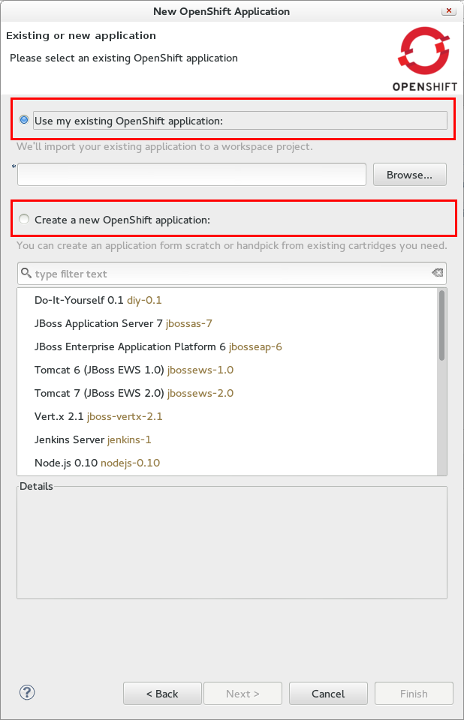 New OpenShift Application
Existing or new application
Please select an existing OpenShift application
OPENSHIFT
Use my existing OpenShift application:
We'll import your existing application to a workspace project.
*
Browse...
Create a new OpenShift application:
You can create an application form scratch or handpick from existing cartridges you need.
type filter text
Do-It-Yourself 0.1 diy-0.1
JBoss Application Server 7 jbossas-7
JBoss Enterprise Application Platform 6 jbosseap-6
Tomcat 6 (JBoss EWS 1.0) jbossews-1.0
Tomcat 7 (JBoss EWS 2.0) jbossews-2.0
Vert.x 2.1 jboss-vertx-2.1
Jenkins Server jenkins-1
Node.js 0.10 nodejs-0.10
Details
? < Back Next > Cancel Finish